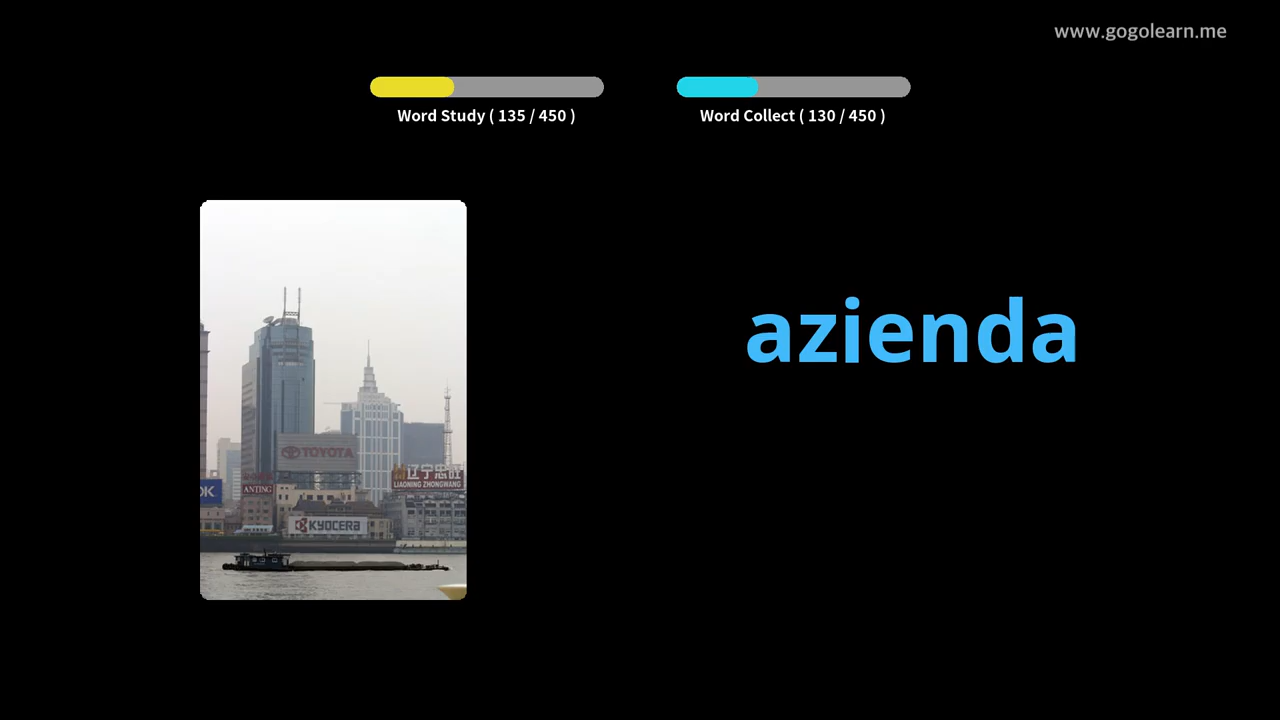 www.gogolearn.me
Word Study ( 135 / 450 )
Word Collect ( 130 / 450 )
azienda
TOYOTA
辽宁忠旺
LIAONING ZHONGWANG
ANTING
OK
KYOCERA